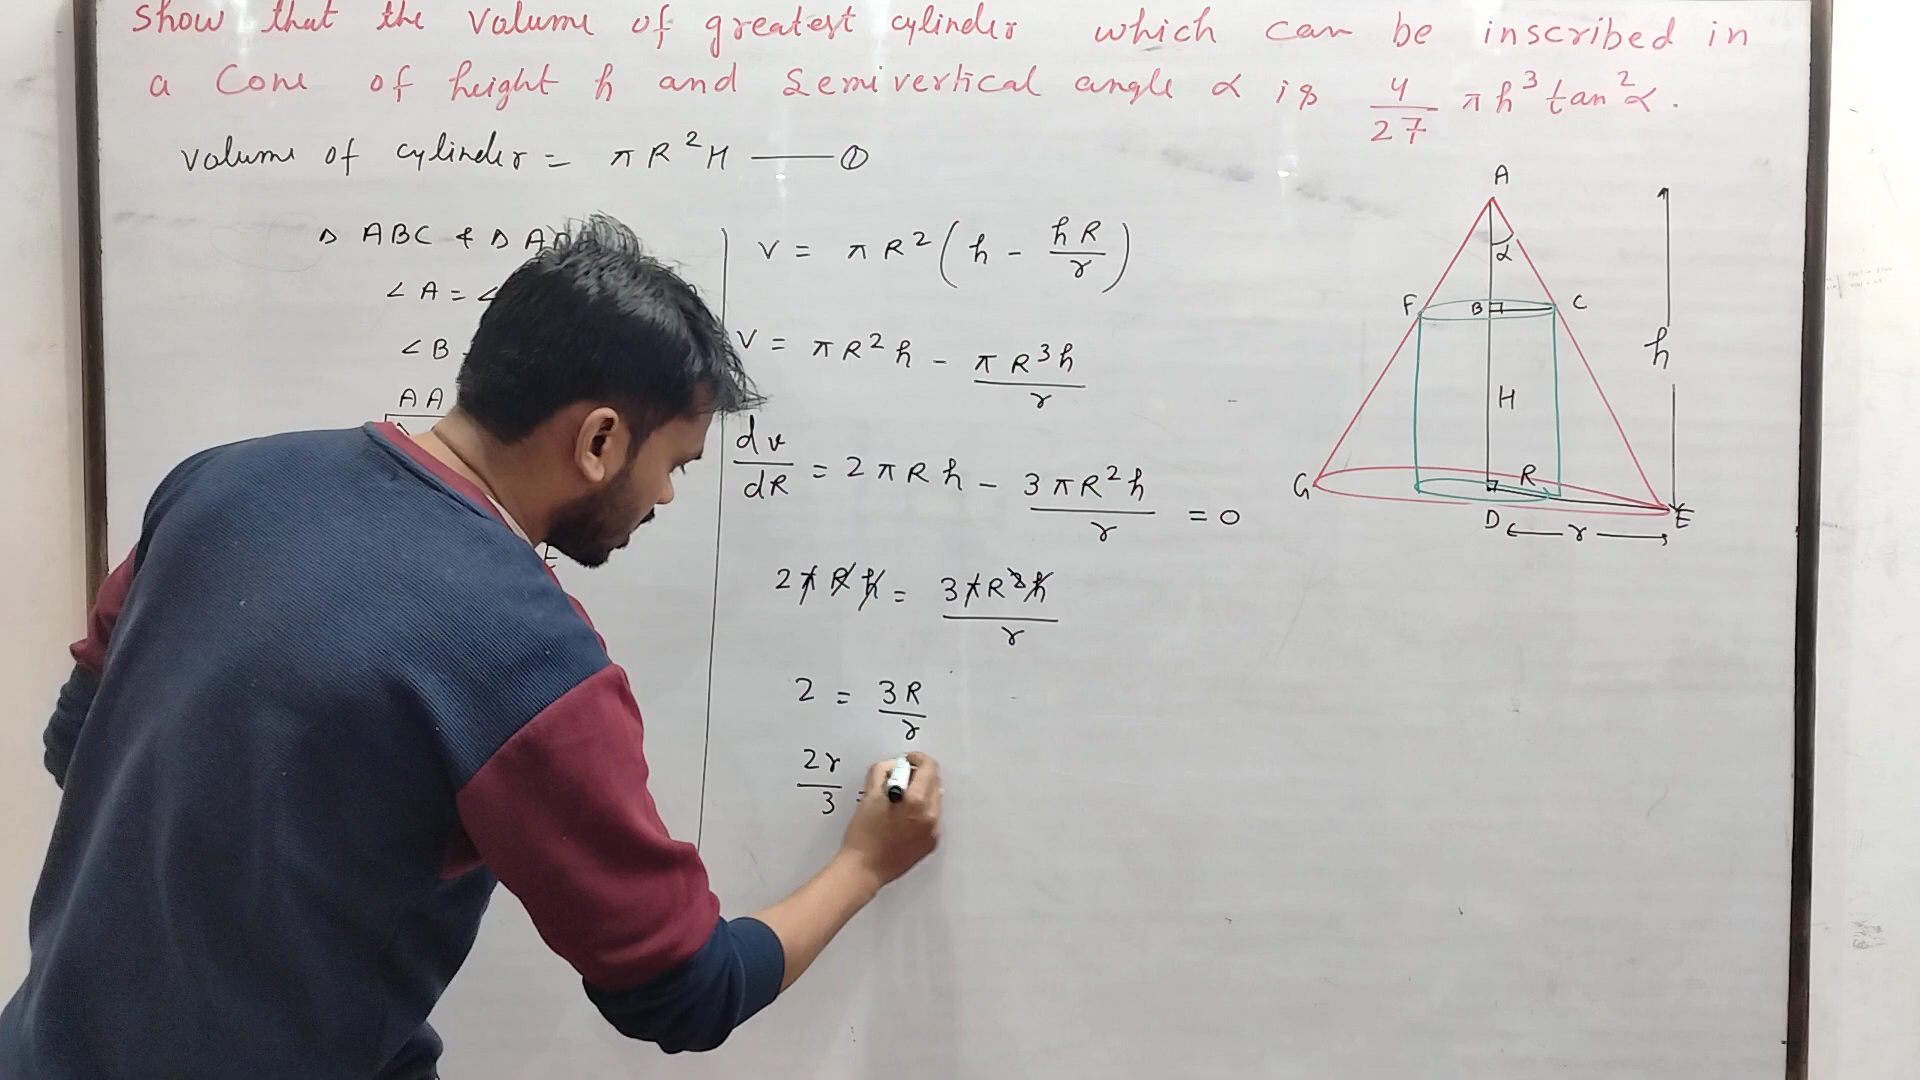 Show that the Volume of greatest cylinder which can be inscribed in
a Cone of height h and Semivertical angle α is 4/27 πh³tan²α.
Volume of cylinder = πR²H —— ①
Δ ABC & Δ AD
∠A = ∠
∠B
AA
E
V = πR²(h - hR/r)
V = πR²h - πR³h/r
dv/dR = 2πRh - 3πR²h/r = 0
2πRh = 3πR²h/r
2 = 3R/r
2r/3 =
A
α
F B C
h
H
R
G D r E